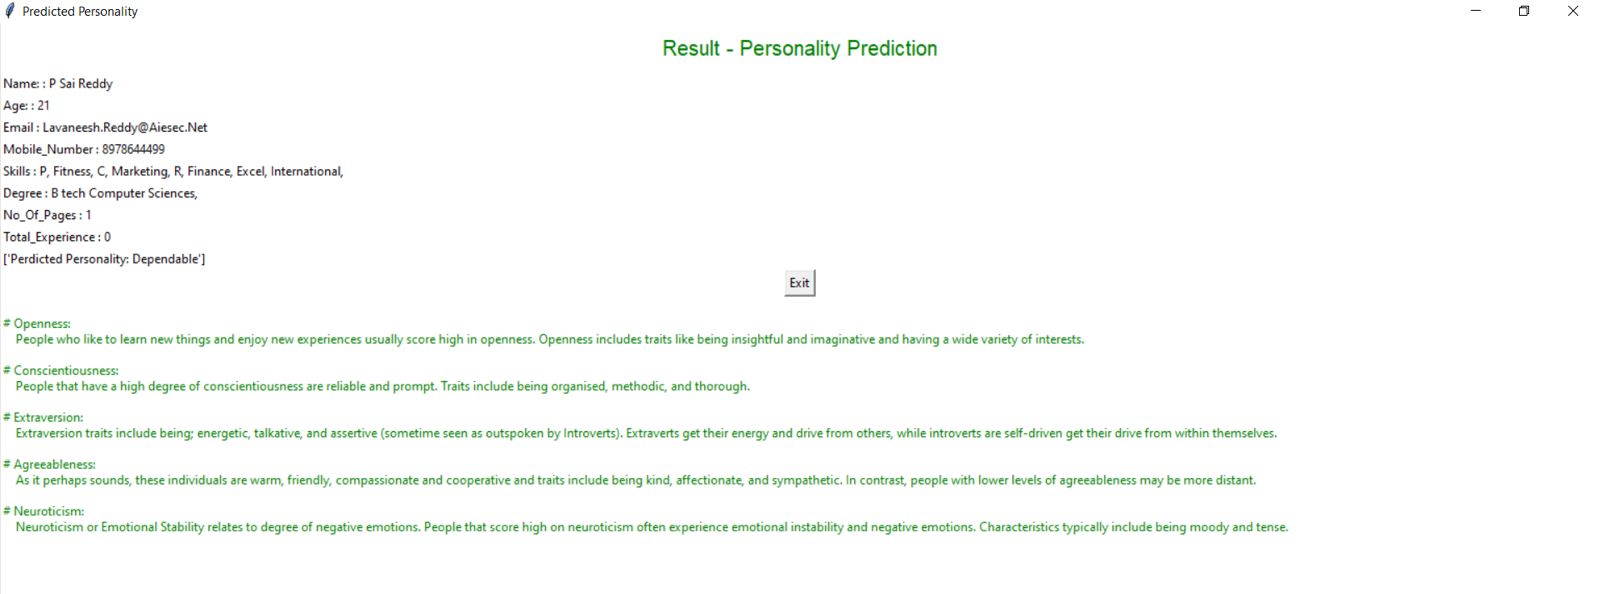 Predicted Personality
Result - Personality Prediction
Name: : P Sai Reddy
Age: : 21
Email : Lavaneesh.Reddy@Aiesec.Net
Mobile_Number : 8978644499
Skills : P, Fitness, C, Marketing, R, Finance, Excel, International,
Degree : B tech Computer Sciences,
No_Of_Pages : 1
Total_Experience : 0
['Perdicted Personality: Dependable']
Exit
# Openness:
People who like to learn new things and enjoy new experiences usually score high in openness. Openness includes traits like being insightful and imaginative and having a wide variety of interests.
# Conscientiousness:
People that have a high degree of conscientiousness are reliable and prompt. Traits include being organised, methodic, and thorough.
# Extraversion:
Extraversion traits include being; energetic, talkative, and assertive (sometime seen as outspoken by Introverts). Extraverts get their energy and drive from others, while introverts are self-driven get their drive from within themselves.
# Agreeableness:
As it perhaps sounds, these individuals are warm, friendly, compassionate and cooperative and traits include being kind, affectionate, and sympathetic. In contrast, people with lower levels of agreeableness may be more distant.
# Neuroticism:
Neuroticism or Emotional Stability relates to degree of negative emotions. People that score high on neuroticism often experience emotional instability and negative emotions. Characteristics typically include being moody and tense.